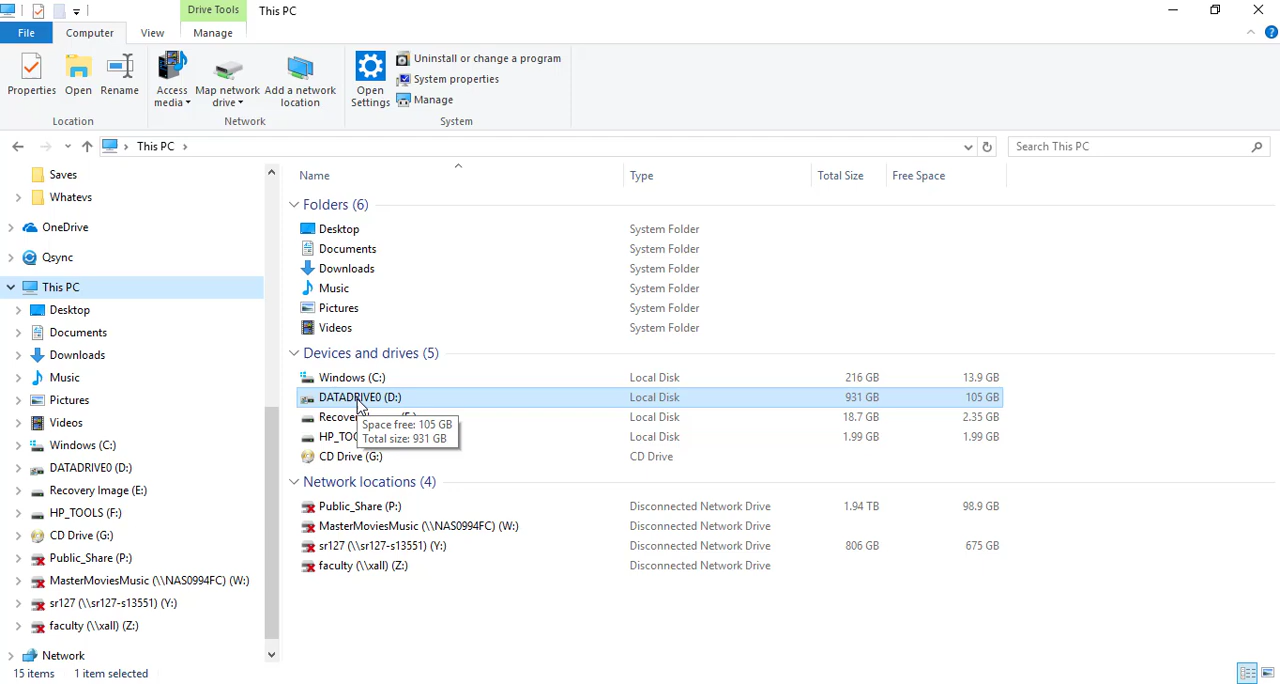 Drive Tools This PC
File Computer View Manage
Properties Open Rename Access media Map network drive Add a network location Open Settings Uninstall or change a program
System properties
Manage
Location Network System
This PC Search This PC
Name Type Total Size Free Space
Saves
Whatevs
OneDrive
Qsync
This PC
Desktop
Documents
Downloads
Music
Pictures
Videos
Windows (C:)
DATADRIVE0 (D:)
Recovery Image (E:)
HP_TOOLS (F:)
CD Drive (G:)
Public_Share (P:)
MasterMoviesMusic (\\NAS0994FC) (W:)
sr127 (\\sr127-s13551) (Y:)
faculty (\\xall) (Z:)
Network
Folders (6)
Desktop System Folder
Documents System Folder
Downloads System Folder
Music System Folder
Pictures System Folder
Videos System Folder
Devices and drives (5)
Windows (C:) Local Disk 216 GB 13.9 GB
DATADRIVE0 (D:) Local Disk 931 GB 105 GB
Local Disk 18.7 GB 2.35 GB
Local Disk 1.99 GB 1.99 GB
Space free: 105 GB
Total size: 931 GB
CD Drive (G:) CD Drive
Network locations (4)
Public_Share (P:) Disconnected Network Drive 1.94 TB 98.9 GB
MasterMoviesMusic (\\NAS0994FC) (W:) Disconnected Network Drive
sr127 (\\sr127-s13551) (Y:) Disconnected Network Drive 806 GB 675 GB
faculty (\\xall) (Z:) Disconnected Network Drive
15 items 1 item selected